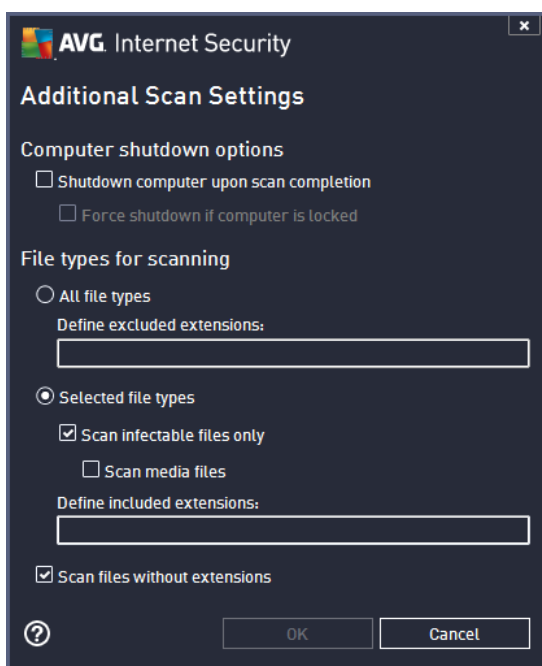 AVG. Internet Security
Additional Scan Settings
Computer shutdown options
Shutdown computer upon scan completion
Force shutdown if computer is locked
File types for scanning
All file types
Define excluded extensions:
Selected file types
Scan infectable files only
Scan media files
Define included extensions:
Scan files without extensions
OK
Cancel